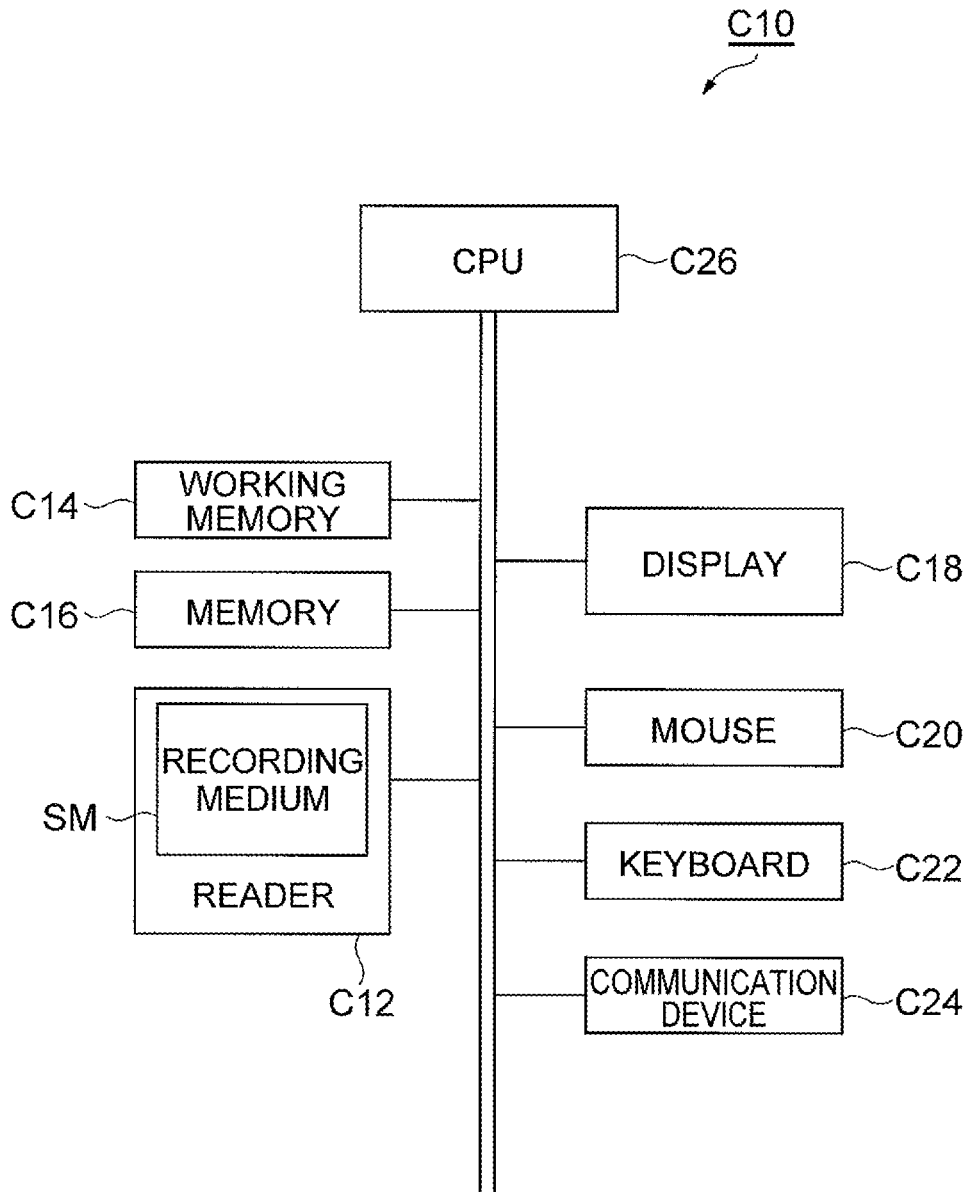 C10
CPU
C26
WORKING
MEMORY
C14
DISPLAY
C18
MEMORY
C16
RECORDING
MEDIUM
SM
READER
C12
MOUSE
C20
KEYBOARD
C22
COMMUNICATION
DEVICE
C24